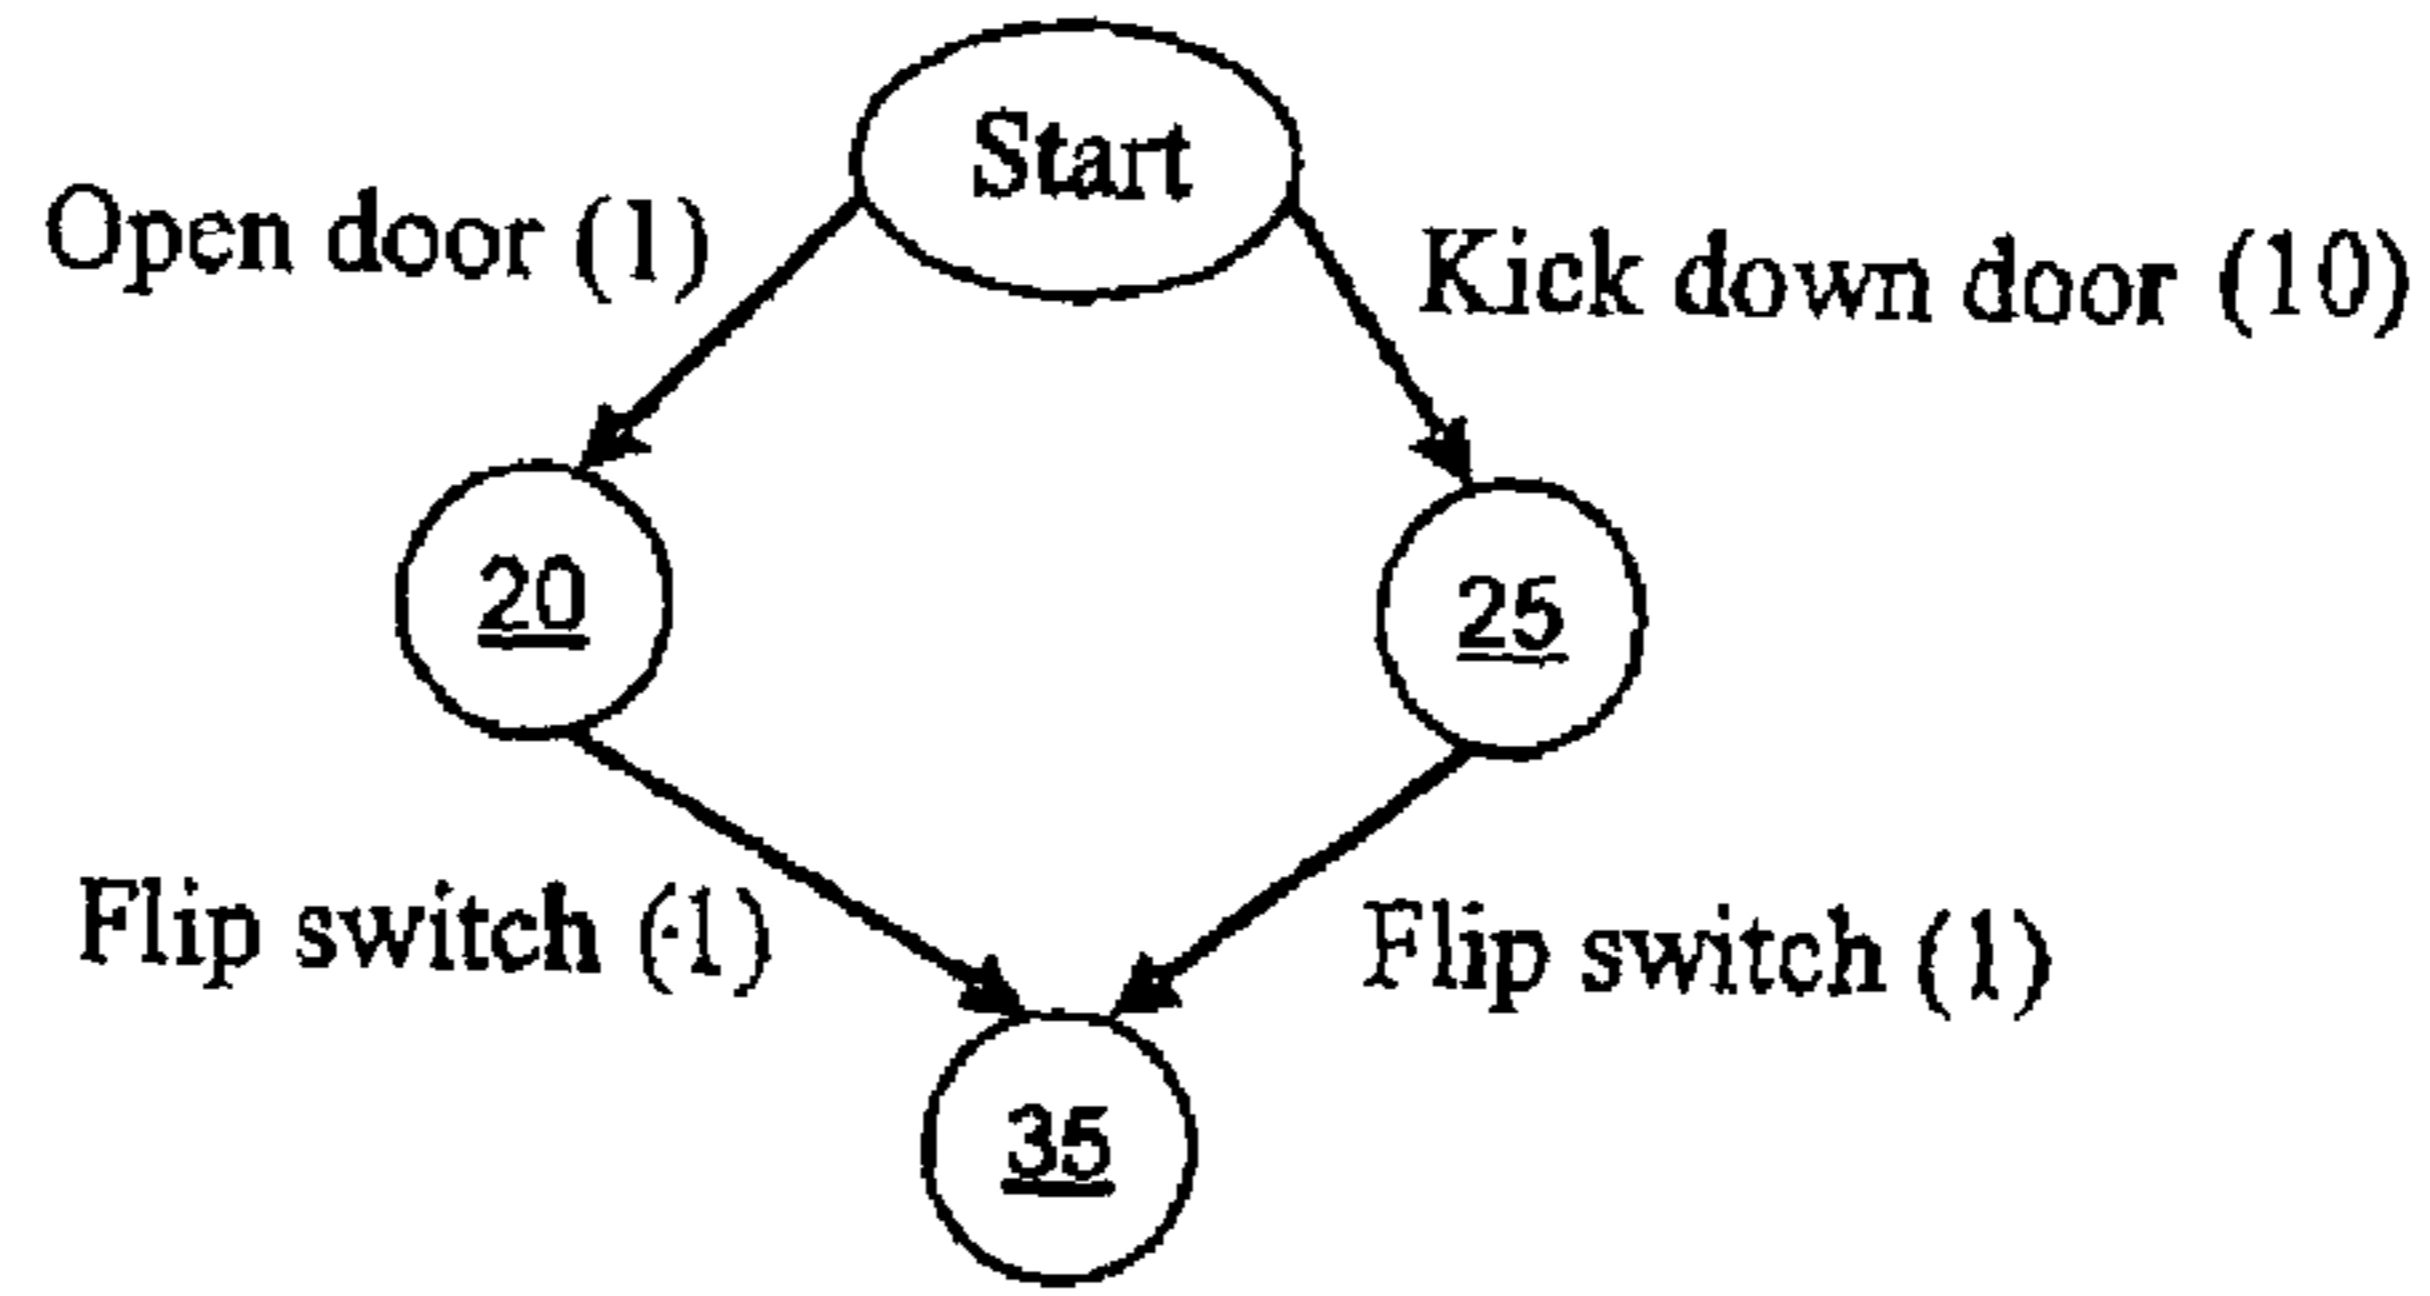 Start
Open door (1)
Kick down door (10)
20
25
Flip switch (1)
Flip switch (1)
35